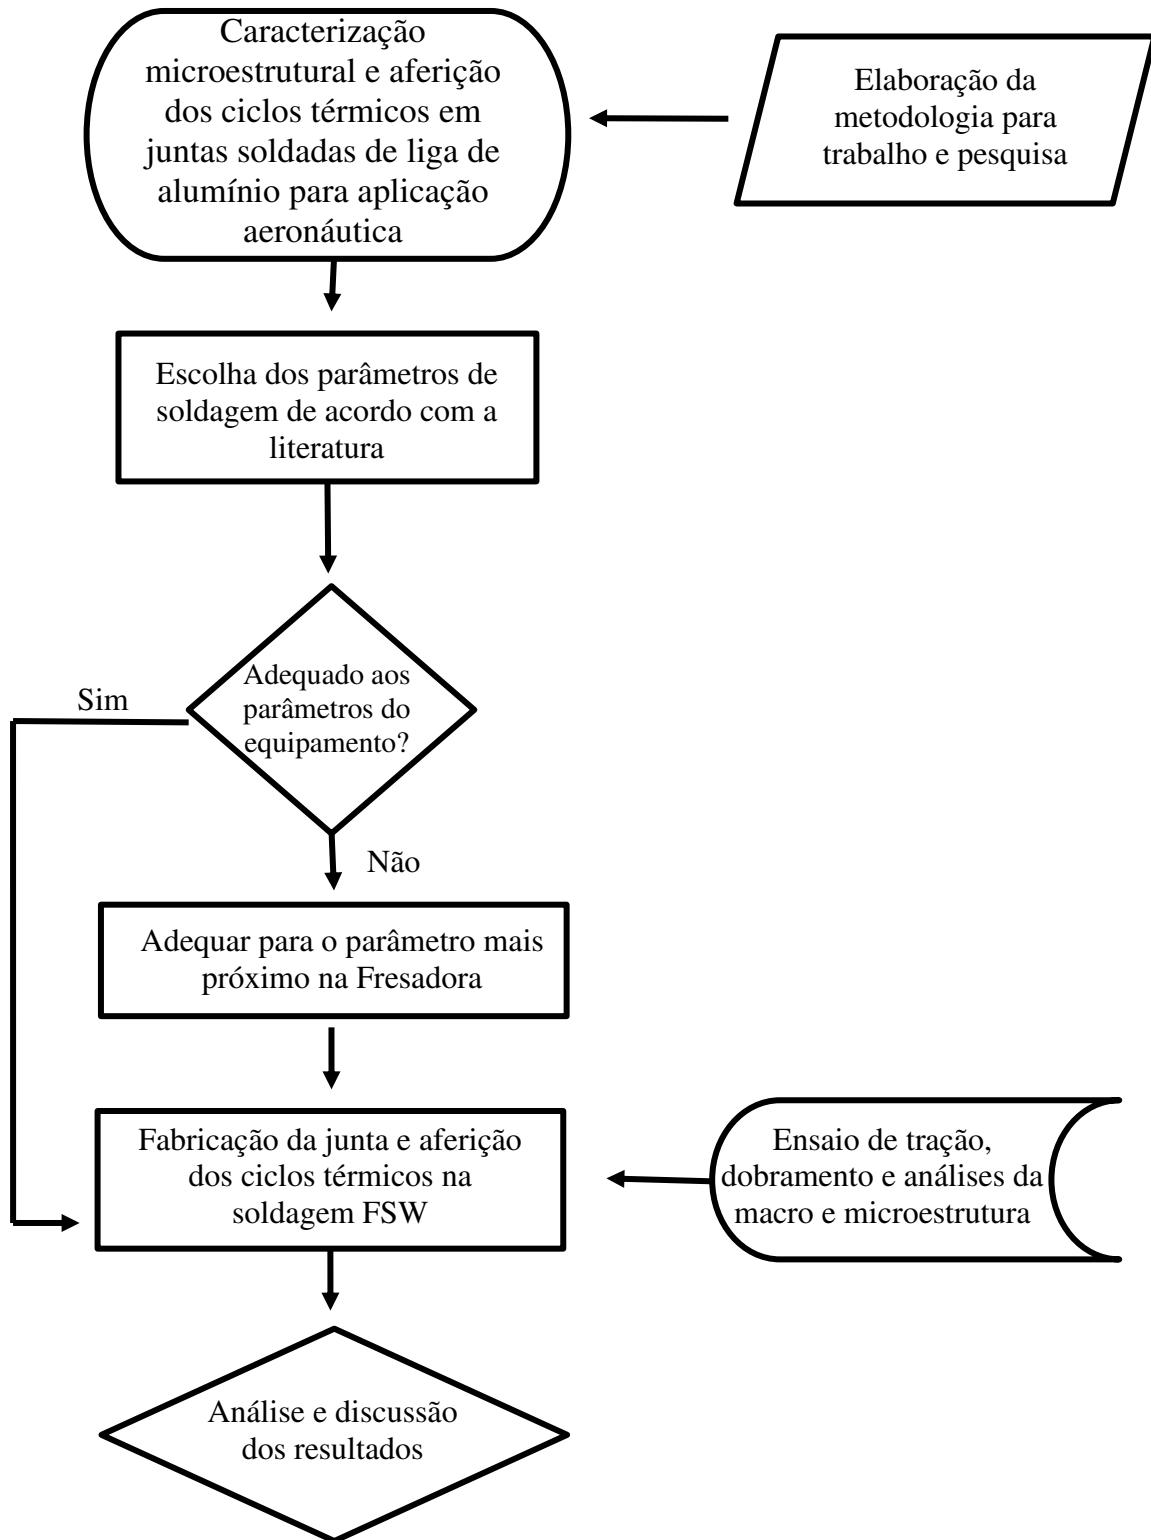 Caracterização
microestrutural e aferição
dos ciclos térmicos em
juntas soldadas de liga de
alumínio para aplicação
aeronáutica
Elaboração da
metodologia para
trabalho e pesquisa
Escolha dos parâmetros de
soldagem de acordo com a
literatura
Adequado aos
parâmetros do
equipamento?
Sim
Não
Adequar para o parâmetro mais
próximo na Fresadora
Fabricação da junta e aferição
dos ciclos térmicos na
soldagem FSW
Ensaio de tração,
dobramento e análises da
macro e microestrutura
Análise e discussão
dos resultados